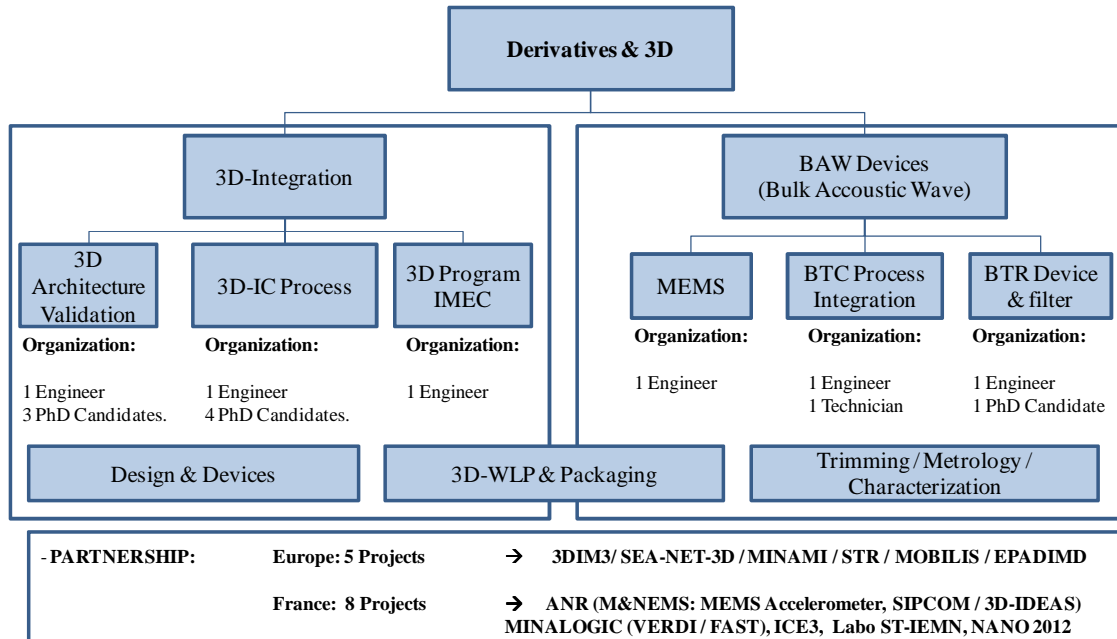 Derivatives & 3D
3D-Integration
BAW Devices
(Bulk Accoustic Wave)
3D
Architecture
Validation
3D-IC Process
3D Program
IMEC
MEMS
BTC Process
Integration
BTR Device
& filter
Organization:
1 Engineer
3 PhD Candidates.
Organization:
1 Engineer
4 PhD Candidates.
Organization:
1 Engineer
Organization:
1 Engineer
Organization:
1 Engineer
1 Technician
Organization:
1 Engineer
1 PhD Candidate
Design & Devices
3D-WLP & Packaging
Trimming / Metrology /
Characterization
- PARTNERSHIP: Europe: 5 Projects → 3DIM3/ SEA-NET-3D / MINAMI / STR / MOBILIS / EPADIMD
France: 8 Projects → ANR (M&NEMS: MEMS Accelerometer, SIPCOM / 3D-IDEAS)
MINALOGIC (VERDI / FAST), ICE3, Labo ST-IEMN, NANO 2012